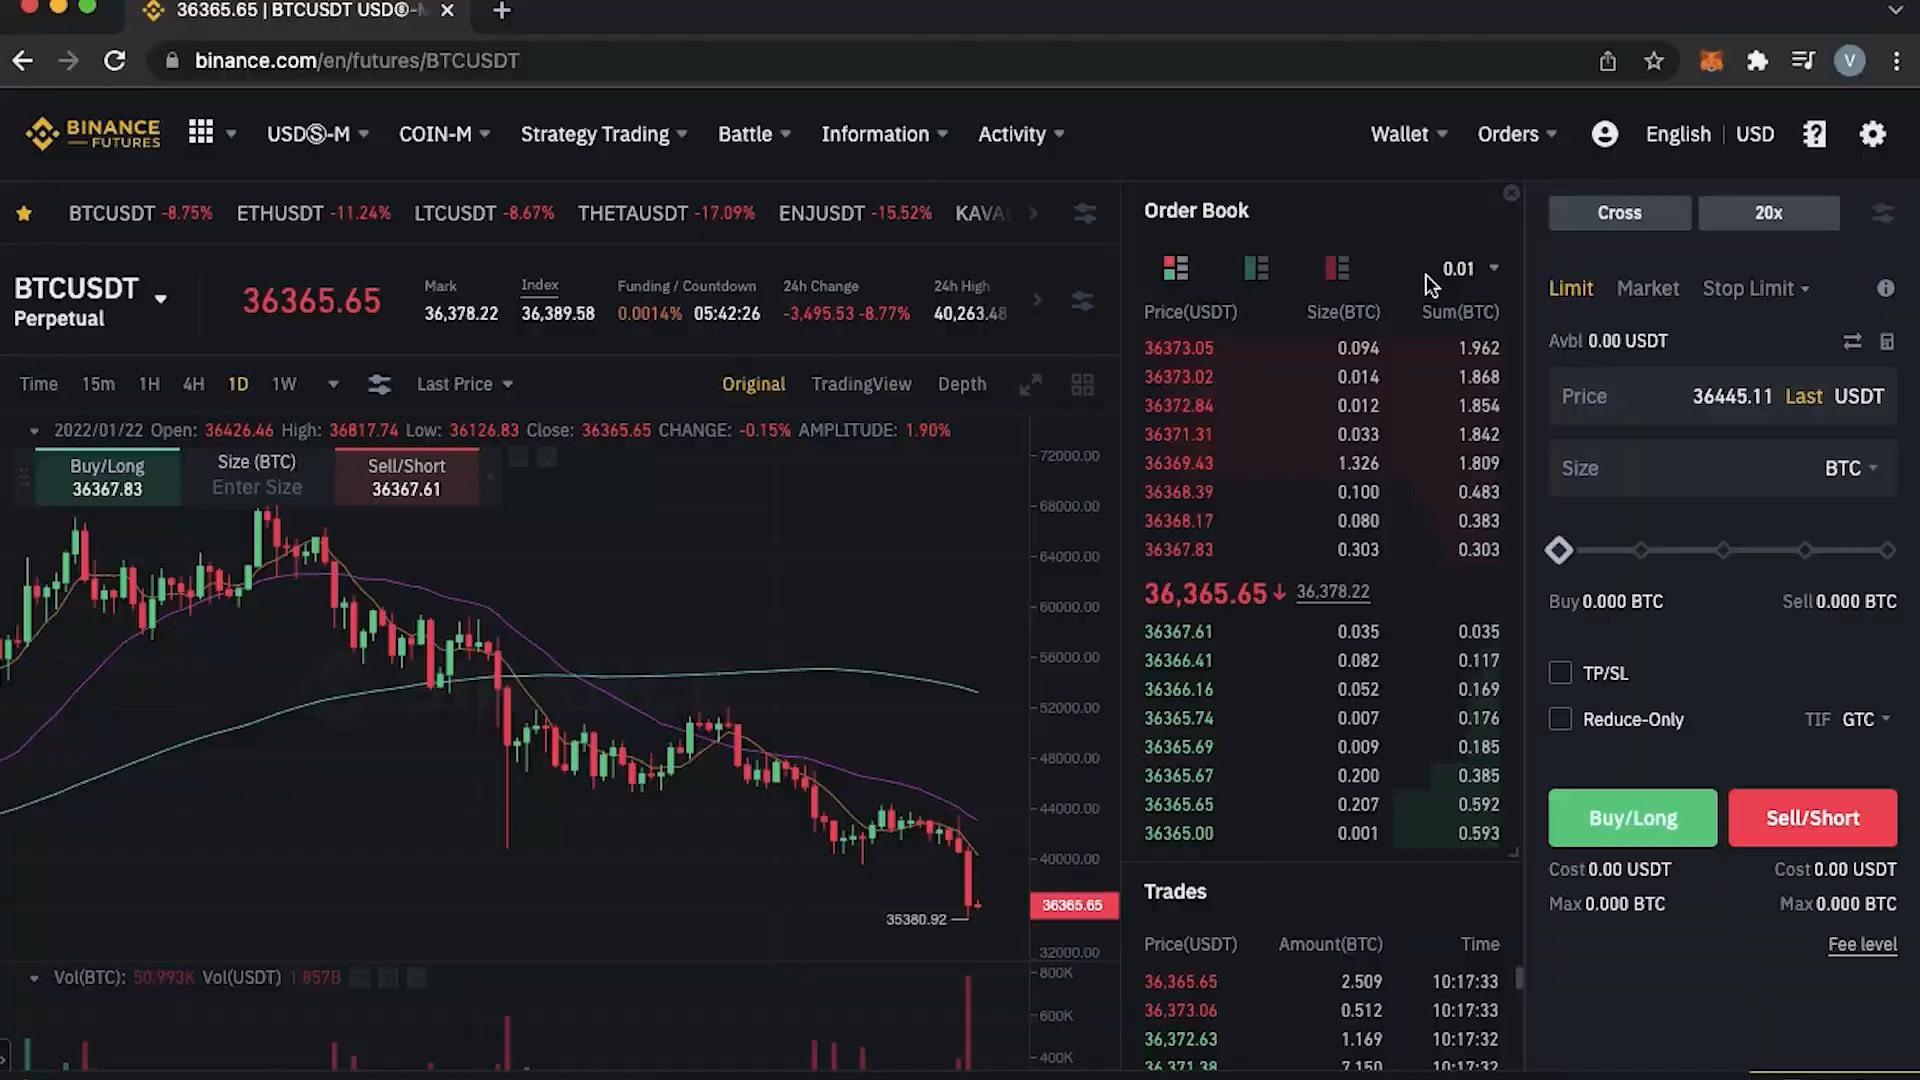 36365.65 | BTCUSDT USD®-M
binance.com/en/futures/BTCUSDT
V
BINANCE
FUTURES
USDⓈ-M
COIN-M
Strategy Trading
Battle
Information
Activity
Wallet
Orders
English
USD
BTCUSDT -8.75% ETHUSDT -11.24% LTCUSDT -8.67% THETAUSDT -17.09% ENJUSDT -15.52% KAVAU
BTCUSDT
Perpetual
36365.65
Mark
36,378.22
Index
36,389.58
Funding / Countdown
0.0014% 05:42:26
24h Change
-3,495.53 -8.77%
24h High
40,263.48
Time 15m 1H 4H 1D 1W
Last Price
Original TradingView Depth
2022/01/22 Open: 36426.46 High: 36817.74 Low: 36126.83 Close: 36365.65 CHANGE: -0.15% AMPLITUDE: 1.90%
Buy/Long
36367.83
Size (BTC)
Enter Size
Sell/Short
36367.61
72000.00
68000.00
64000.00
60000.00
56000.00
52000.00
48000.00
44000.00
40000.00
36365.65
35380.92
32000.00
Vol(BTC): 50.993K Vol(USDT) 1.857B
800K
600K
400K
Order Book
0.01
Price(USDT) Size(BTC) Sum(BTC)
36373.05 0.094 1.962
36373.02 0.014 1.868
36372.84 0.012 1.854
36371.31 0.033 1.842
36369.43 1.326 1.809
36368.39 0.100 0.483
36368.17 0.080 0.383
36367.83 0.303 0.303
36,365.65↓ 36,378.22
36367.61 0.035 0.035
36366.41 0.082 0.117
36366.16 0.052 0.169
36365.74 0.007 0.176
36365.69 0.009 0.185
36365.67 0.200 0.385
36365.65 0.207 0.592
36365.00 0.001 0.593
Trades
Price(USDT) Amount(BTC) Time
36,365.65 2.509 10:17:33
36,373.06 0.512 10:17:33
36,372.63 1.169 10:17:32
36,371.38 7.150 10:17:32
Cross 20x
Limit Market Stop Limit
Avbl 0.00 USDT
Price 36445.11 Last USDT
Size BTC
Buy 0.000 BTC Sell 0.000 BTC
TP/SL
Reduce-Only TIF GTC
Buy/Long Sell/Short
Cost 0.00 USDT Cost 0.00 USDT
Max 0.000 BTC Max 0.000 BTC
Fee level